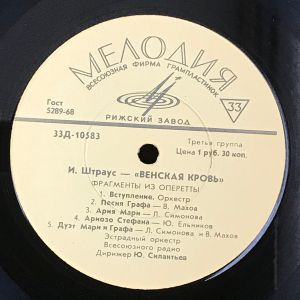 МЕЛОДИЯ
ВСЕСОЮЗНАЯ ФИРМА ГРАМПЛАСТИНОК
33
Гост
5289-68
РИЖСКИЙ ЗАВОД
33Д-10583
Третья группа
Цена 1 руб. 30 коп.
И. Штраус — «ВЕНСКАЯ КРОВЬ»
ФРАГМЕНТЫ ИЗ ОПЕРЕТТЫ
1. Вступление. Оркестр
2. Песня Графа — В. Махов
3. Ария Мари — Л. Симонова
4. Ариозо Стефана — Ю. Ельников
5. Дуэт Мари и Графа — Л. Симонова и В. Махов
Эстрадный оркестр
Всесоюзного радио
Дирижер Ю. Силантьев